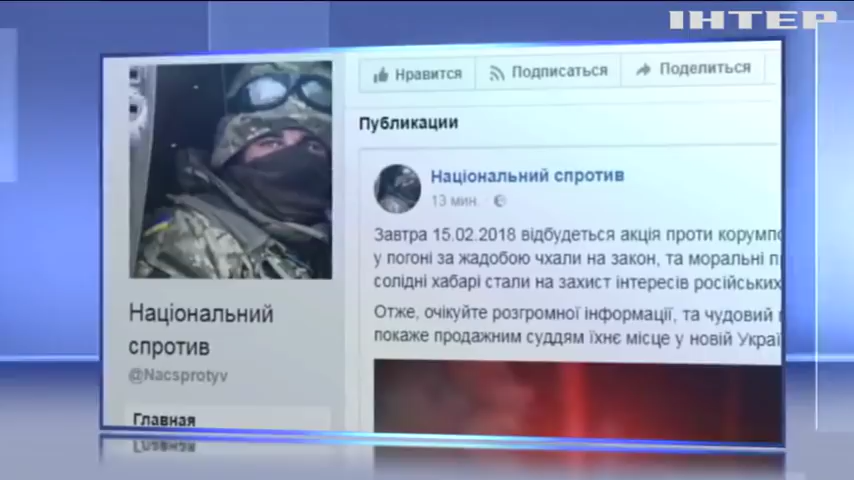 ІНТЕР
Нравится
Подписаться
Поделиться
Публикации
Національний спротив
13 мин.
Завтра 15.02.2018 відбудеться акція проти
у погоні за жадобою чхали на закон, та моральні
солідні хабарі стали на захист інтересів російських
Отже, очікуйте розгромної інформації, та чудовий
покаже продажним суддям їхнє місце у новій
Національний
спротив
@Nacsprotyv
Главная